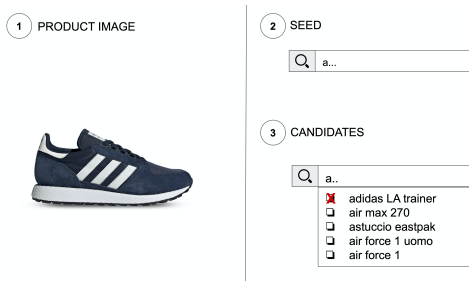 1 PRODUCT IMAGE
2 SEED
a...
3 CANDIDATES
a..
adidas LA trainer
air max 270
astuccio eastpak
air force 1 uomo
air force 1